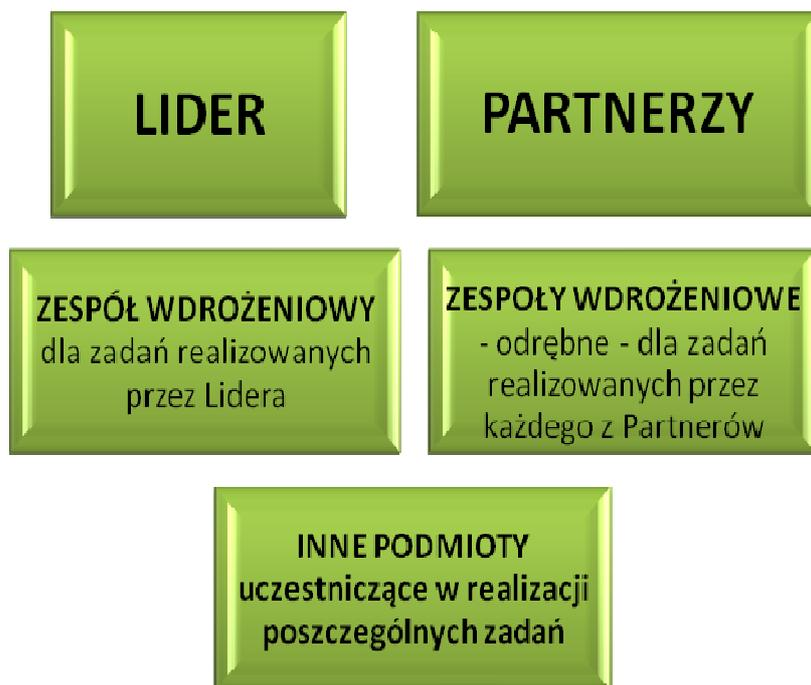 LIDER
PARTNERZY
ZESPÓŁ WDROŻENIOWY
dla zadań realizowanych
przez Lidera
ZESPOŁY WDROŻENIOWE
- odrębne - dla zadań
realizowanych przez
każdego z Partnerów
INNE PODMIOTY
uczestniczące w realizacji
poszczególnych zadań